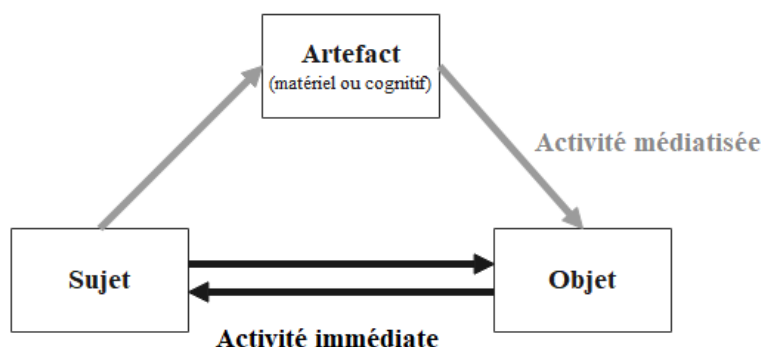 Artefact
(matériel ou cognitif)
Activité médiatisée
Sujet
Objet
Activité immédiate